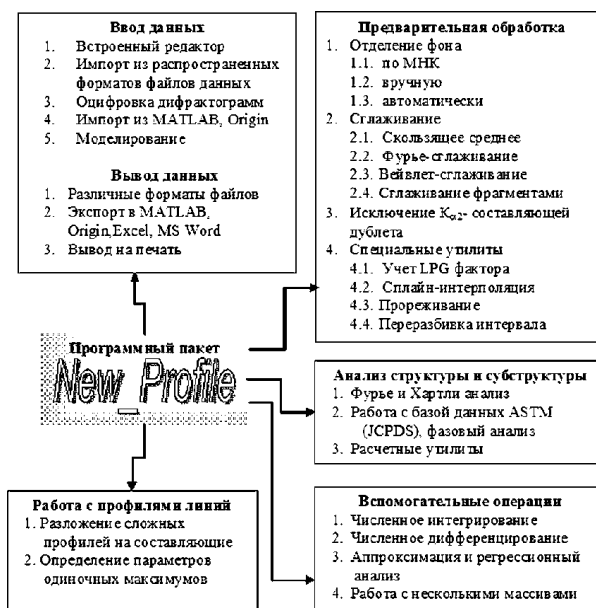 Ввод данных
1. Встроенный редактор
2. Импорт из распространенных
форматов файлов данных
3. Оцифровка дифрактограмм
4. Импорт из MATLAB, Origin
5. Моделирование
Вывод данных
1. Различные форматы файлов
2. Экспорт в MATLAB,
Origin,Excel, MS Word
3. Вывод на печать
Предварительная обработка
1. Отделение фона
1.1. по МНК
1.2. вручную
1.3. автоматически
2. Сглаживание
2.1. Скользящее среднее
2.2. Фурье-сглаживание
2.3. Вейвлет-сглаживание
2.4. Сглаживание фрагментами
3. Исключение Kα2- составляющей
дублета
4. Специальные утилиты
4.1. Учет LPG фактора
4.2. Сплайн-интерполяция
4.3. Прореживание
4.4. Переразбивка интервала
Программный пакет
New_Profile
Анализ структуры и субструктуры
1. Фурье и Хартли анализ
2. Работа с базой данных ASTM
(JCPDS), фазовый анализ
3. Расчетные утилиты
Работа с профилями линий
1. Разложение сложных
профилей на составляющие
2. Определение параметров
одиночных максимумов
Вспомогательные операции
1. Численное интегрирование
2. Численное дифференцирование
3. Аппроксимация и регрессионный
анализ
4. Работа с несколькими массивами